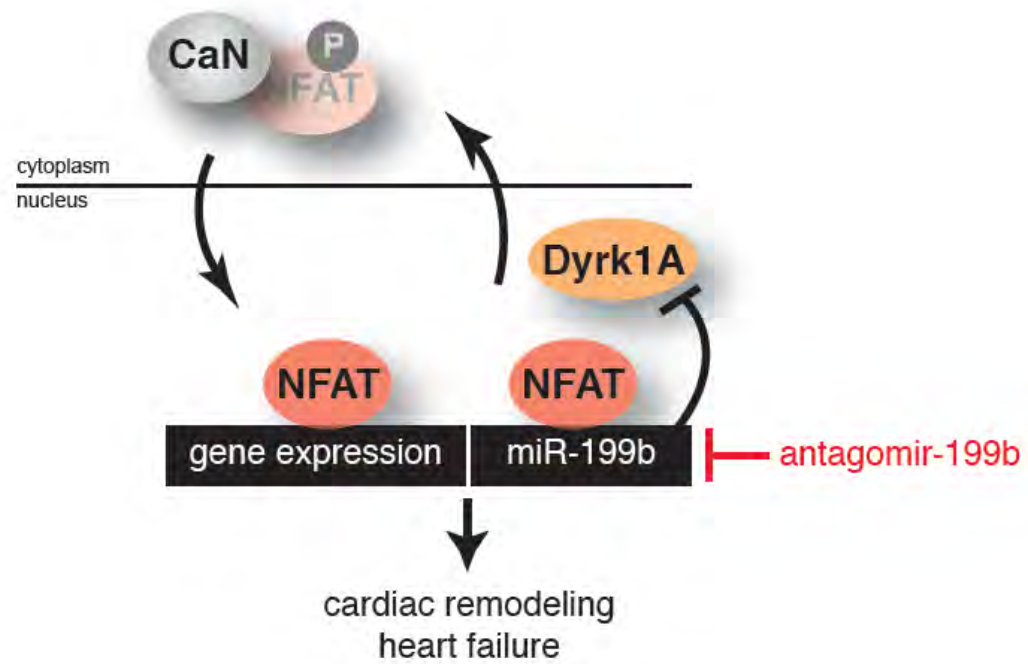 CaN
P
NFAT
cytoplasm
nucleus
Dyrk1A
NFAT
NFAT
gene expression
miR-199b
antagomir-199b
cardiac remodeling
heart failure